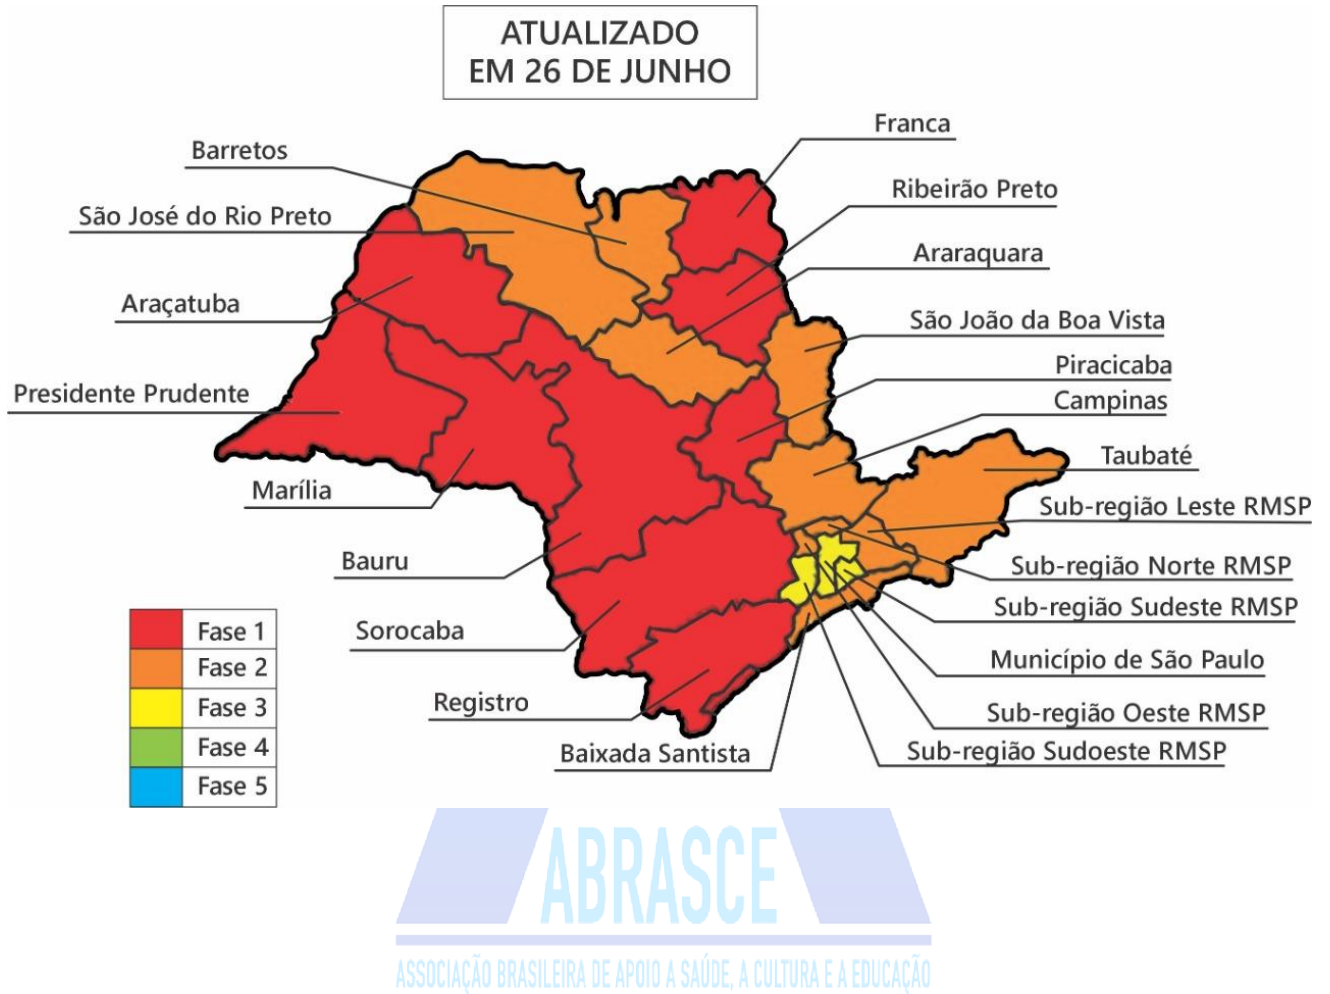 ATUALIZADO
EM 26 DE JUNHO
Franca
Barretos
Ribeirão Preto
São José do Rio Preto
Araraquara
Araçatuba
São João da Boa Vista
Piracicaba
Presidente Prudente
Campinas
Taubaté
Marília
Sub-região Leste RMSP
Bauru
Sub-região Norte RMSP
Sub-região Sudeste RMSP
Sorocaba
Município de São Paulo
Registro
Sub-região Oeste RMSP
Baixada Santista
Sub-região Sudoeste RMSP
Fase 1
Fase 2
Fase 3
Fase 4
Fase 5
ABRASCE
ASSOCIAÇÃO BRASILEIRA DE APOIO A SAÚDE, A CULTURA E A EDUCAÇÃO